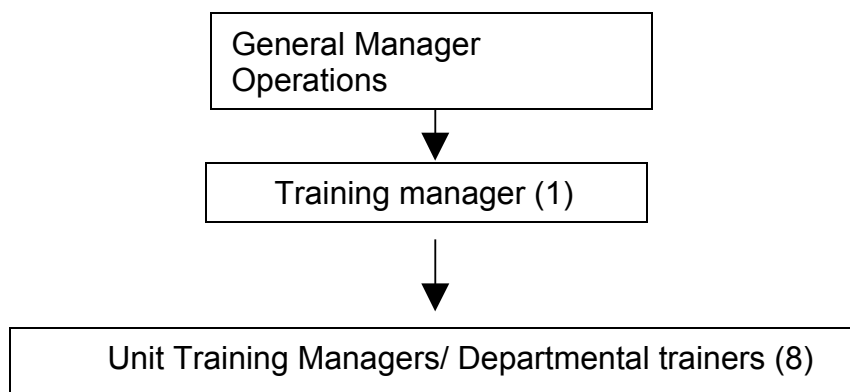 General Manager
Operations
Training manager (1)
Unit Training Managers/ Departmental trainers (8)